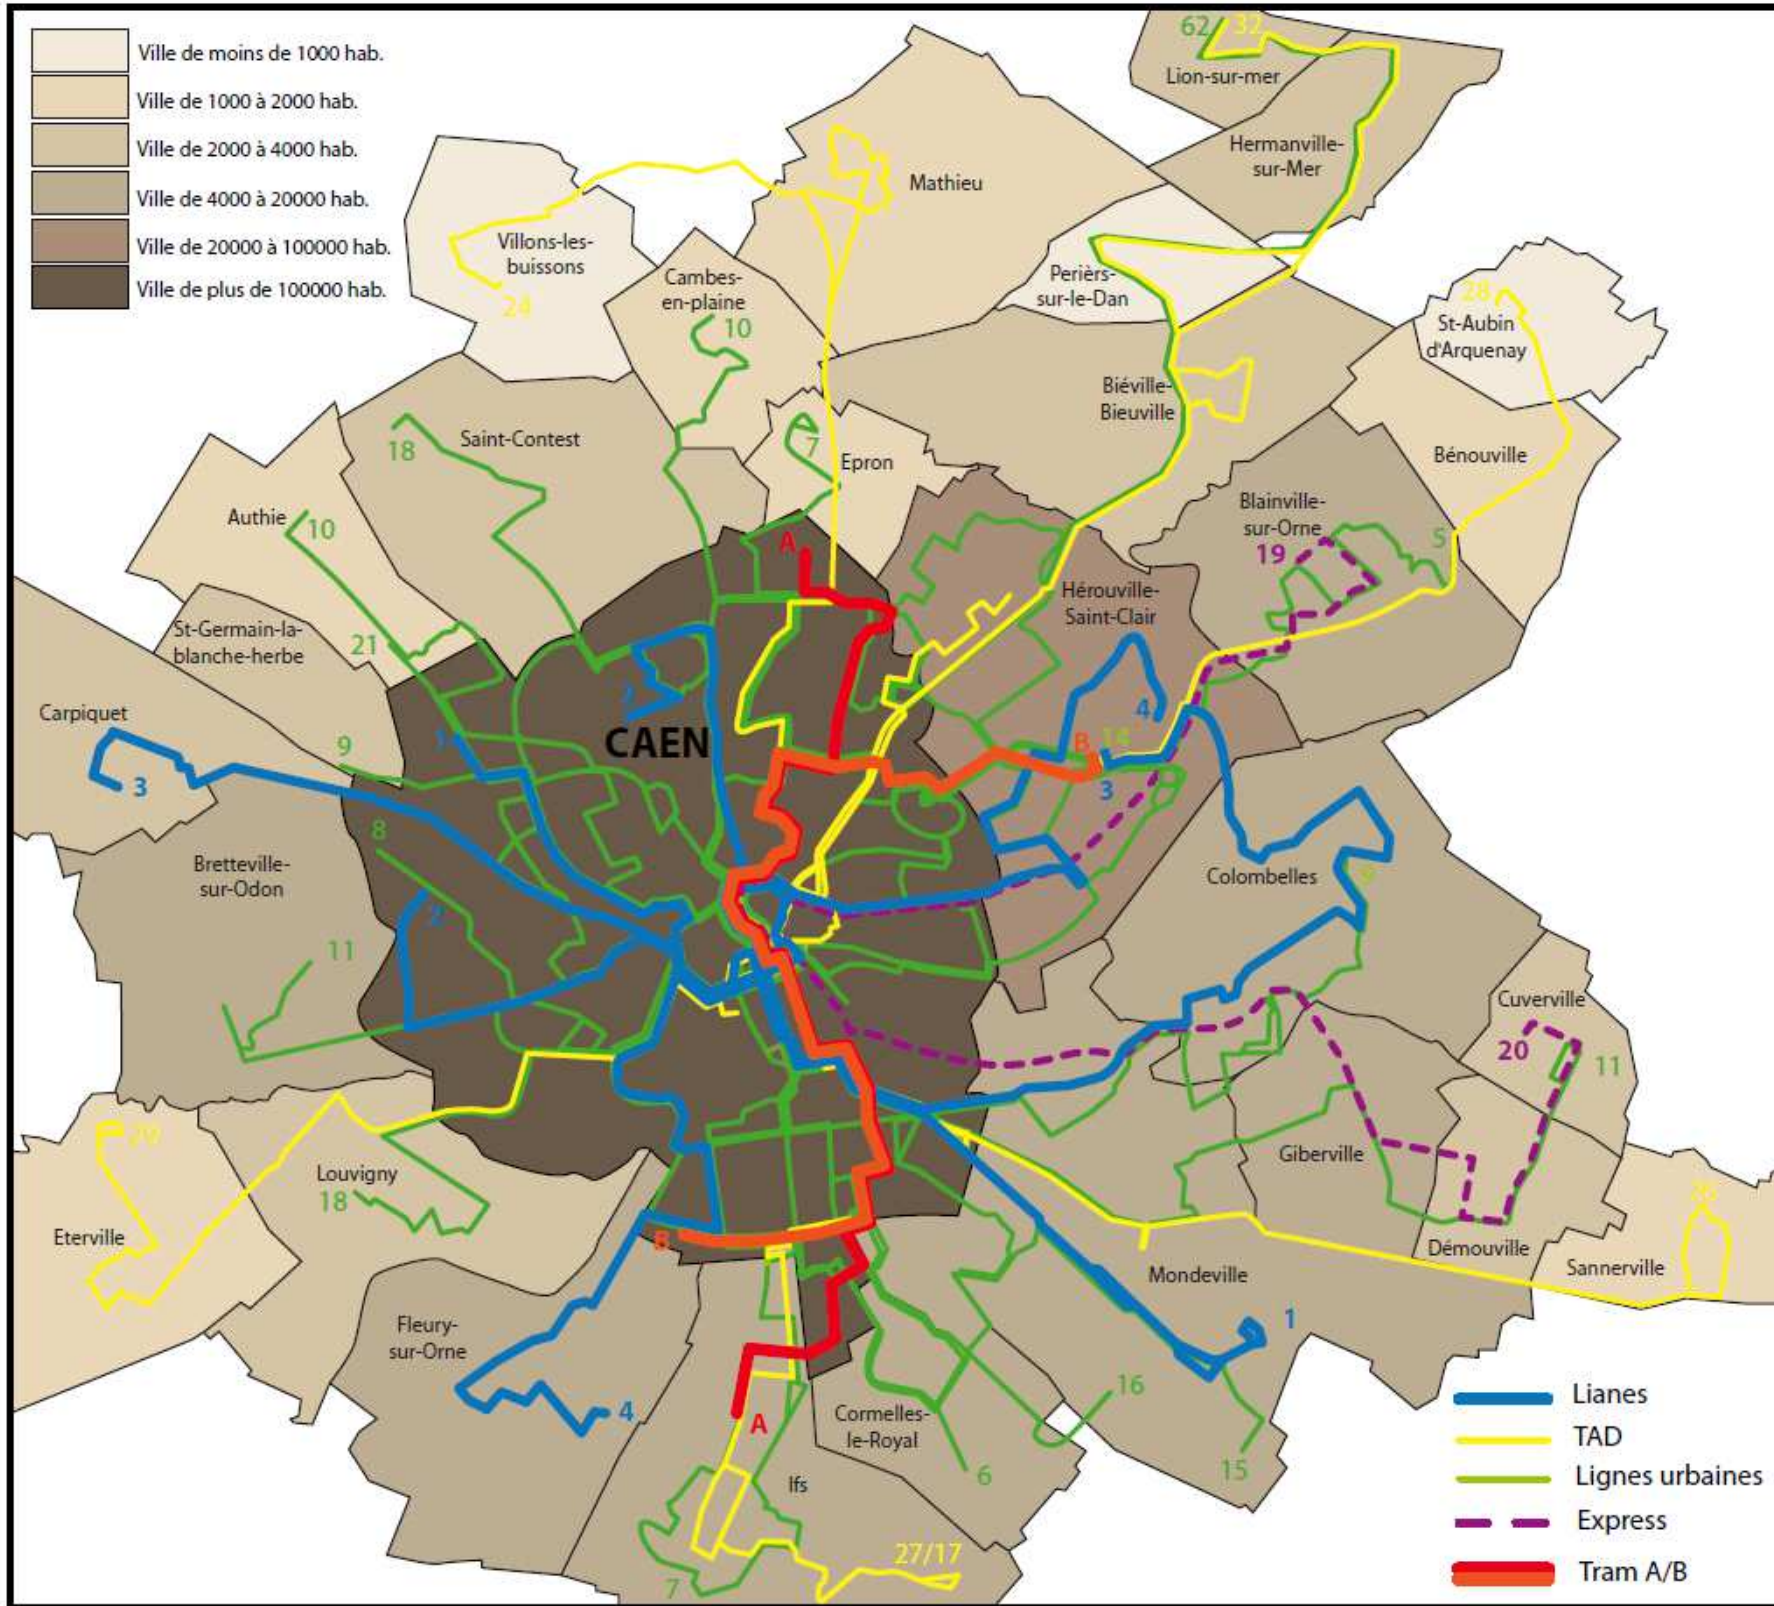 Ville de moins de 1000 hab.
Ville de 1000 à 2000 hab.
Ville de 2000 à 4000 hab.
Ville de 4000 à 20000 hab.
Ville de 20000 à 100000 hab.
Ville de plus de 100000 hab.
62
32
Lion-sur-mer
Hermanville-
sur-Mer
Mathieu
Villons-les-
buissons
24
Cambes-
en-plaine
10
Perièrs-
sur-le-Dan
28
St-Aubin
d'Arquenay
Biéville-
Bieuville
Bénouville
Saint-Contest
18
7
Epron
Authie
10
Blainville-
sur-Orne
19
5
A
Hérouville-
Saint-Clair
St-Germain-la-
blanche-herbe
21
Carpiquet
3
9
2
1
CAEN
4
B
14
3
8
Bretteville-
sur-Odon
2
11
Colombelles
9
Cuverville
20
11
29
Louvigny
18
Eterville
Giberville
Démouville
Sannerville
B
Mondeville
1
Fleury-
sur-Orne
4
A
Cormelles-
le-Royal
16
6
15
Ifs
27/17
7
Lianes
TAD
Lignes urbaines
Express
Tram A/B